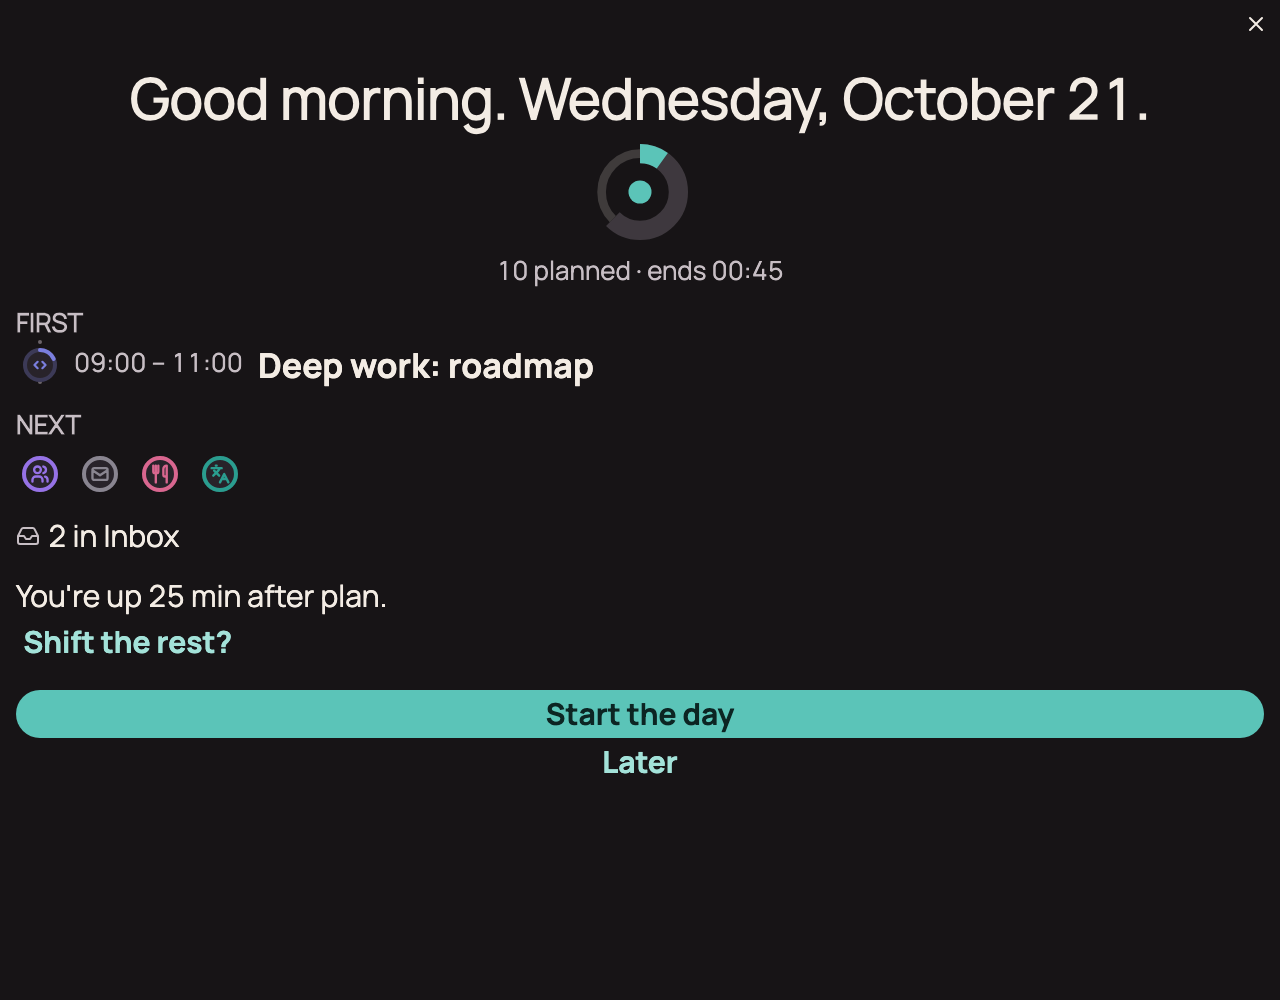 Good morning. Wednesday, October 21.
10 planned · ends 00:45
FIRST
09:00 – 11:00 Deep work: roadmap
NEXT
2 in Inbox
You're up 25 min after plan.
Shift the rest?
Start the day
Later